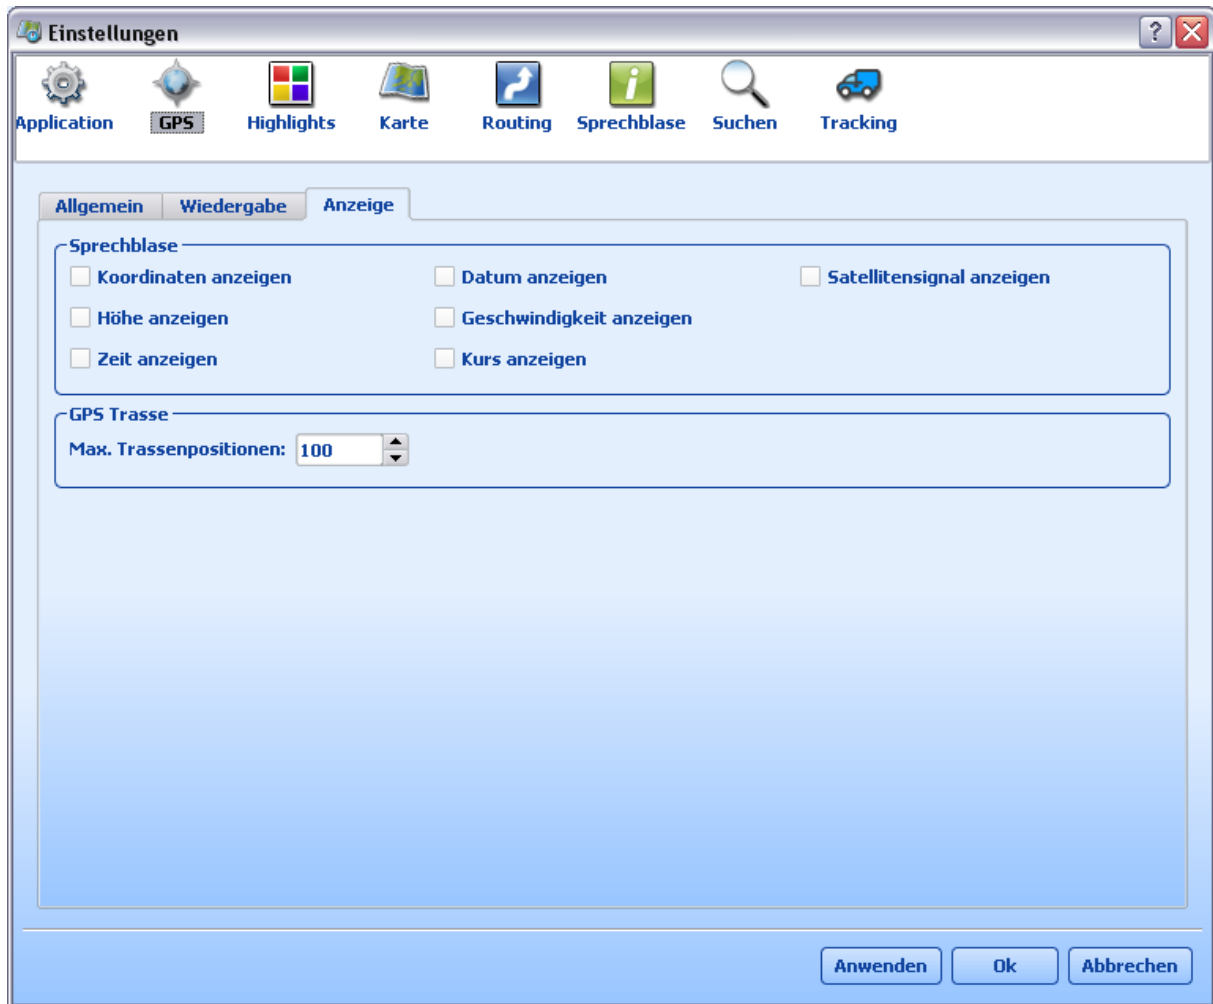 Einstellungen
?
Application GPS Highlights Karte Routing Sprechblase Suchen Tracking
Allgemein Wiedergabe Anzeige
Sprechblase
Koordinaten anzeigen Datum anzeigen Satellitensignal anzeigen
Höhe anzeigen Geschwindigkeit anzeigen
Zeit anzeigen Kurs anzeigen
GPS Trasse
Max. Trassenpositionen: 100
Anwenden Ok Abbrechen